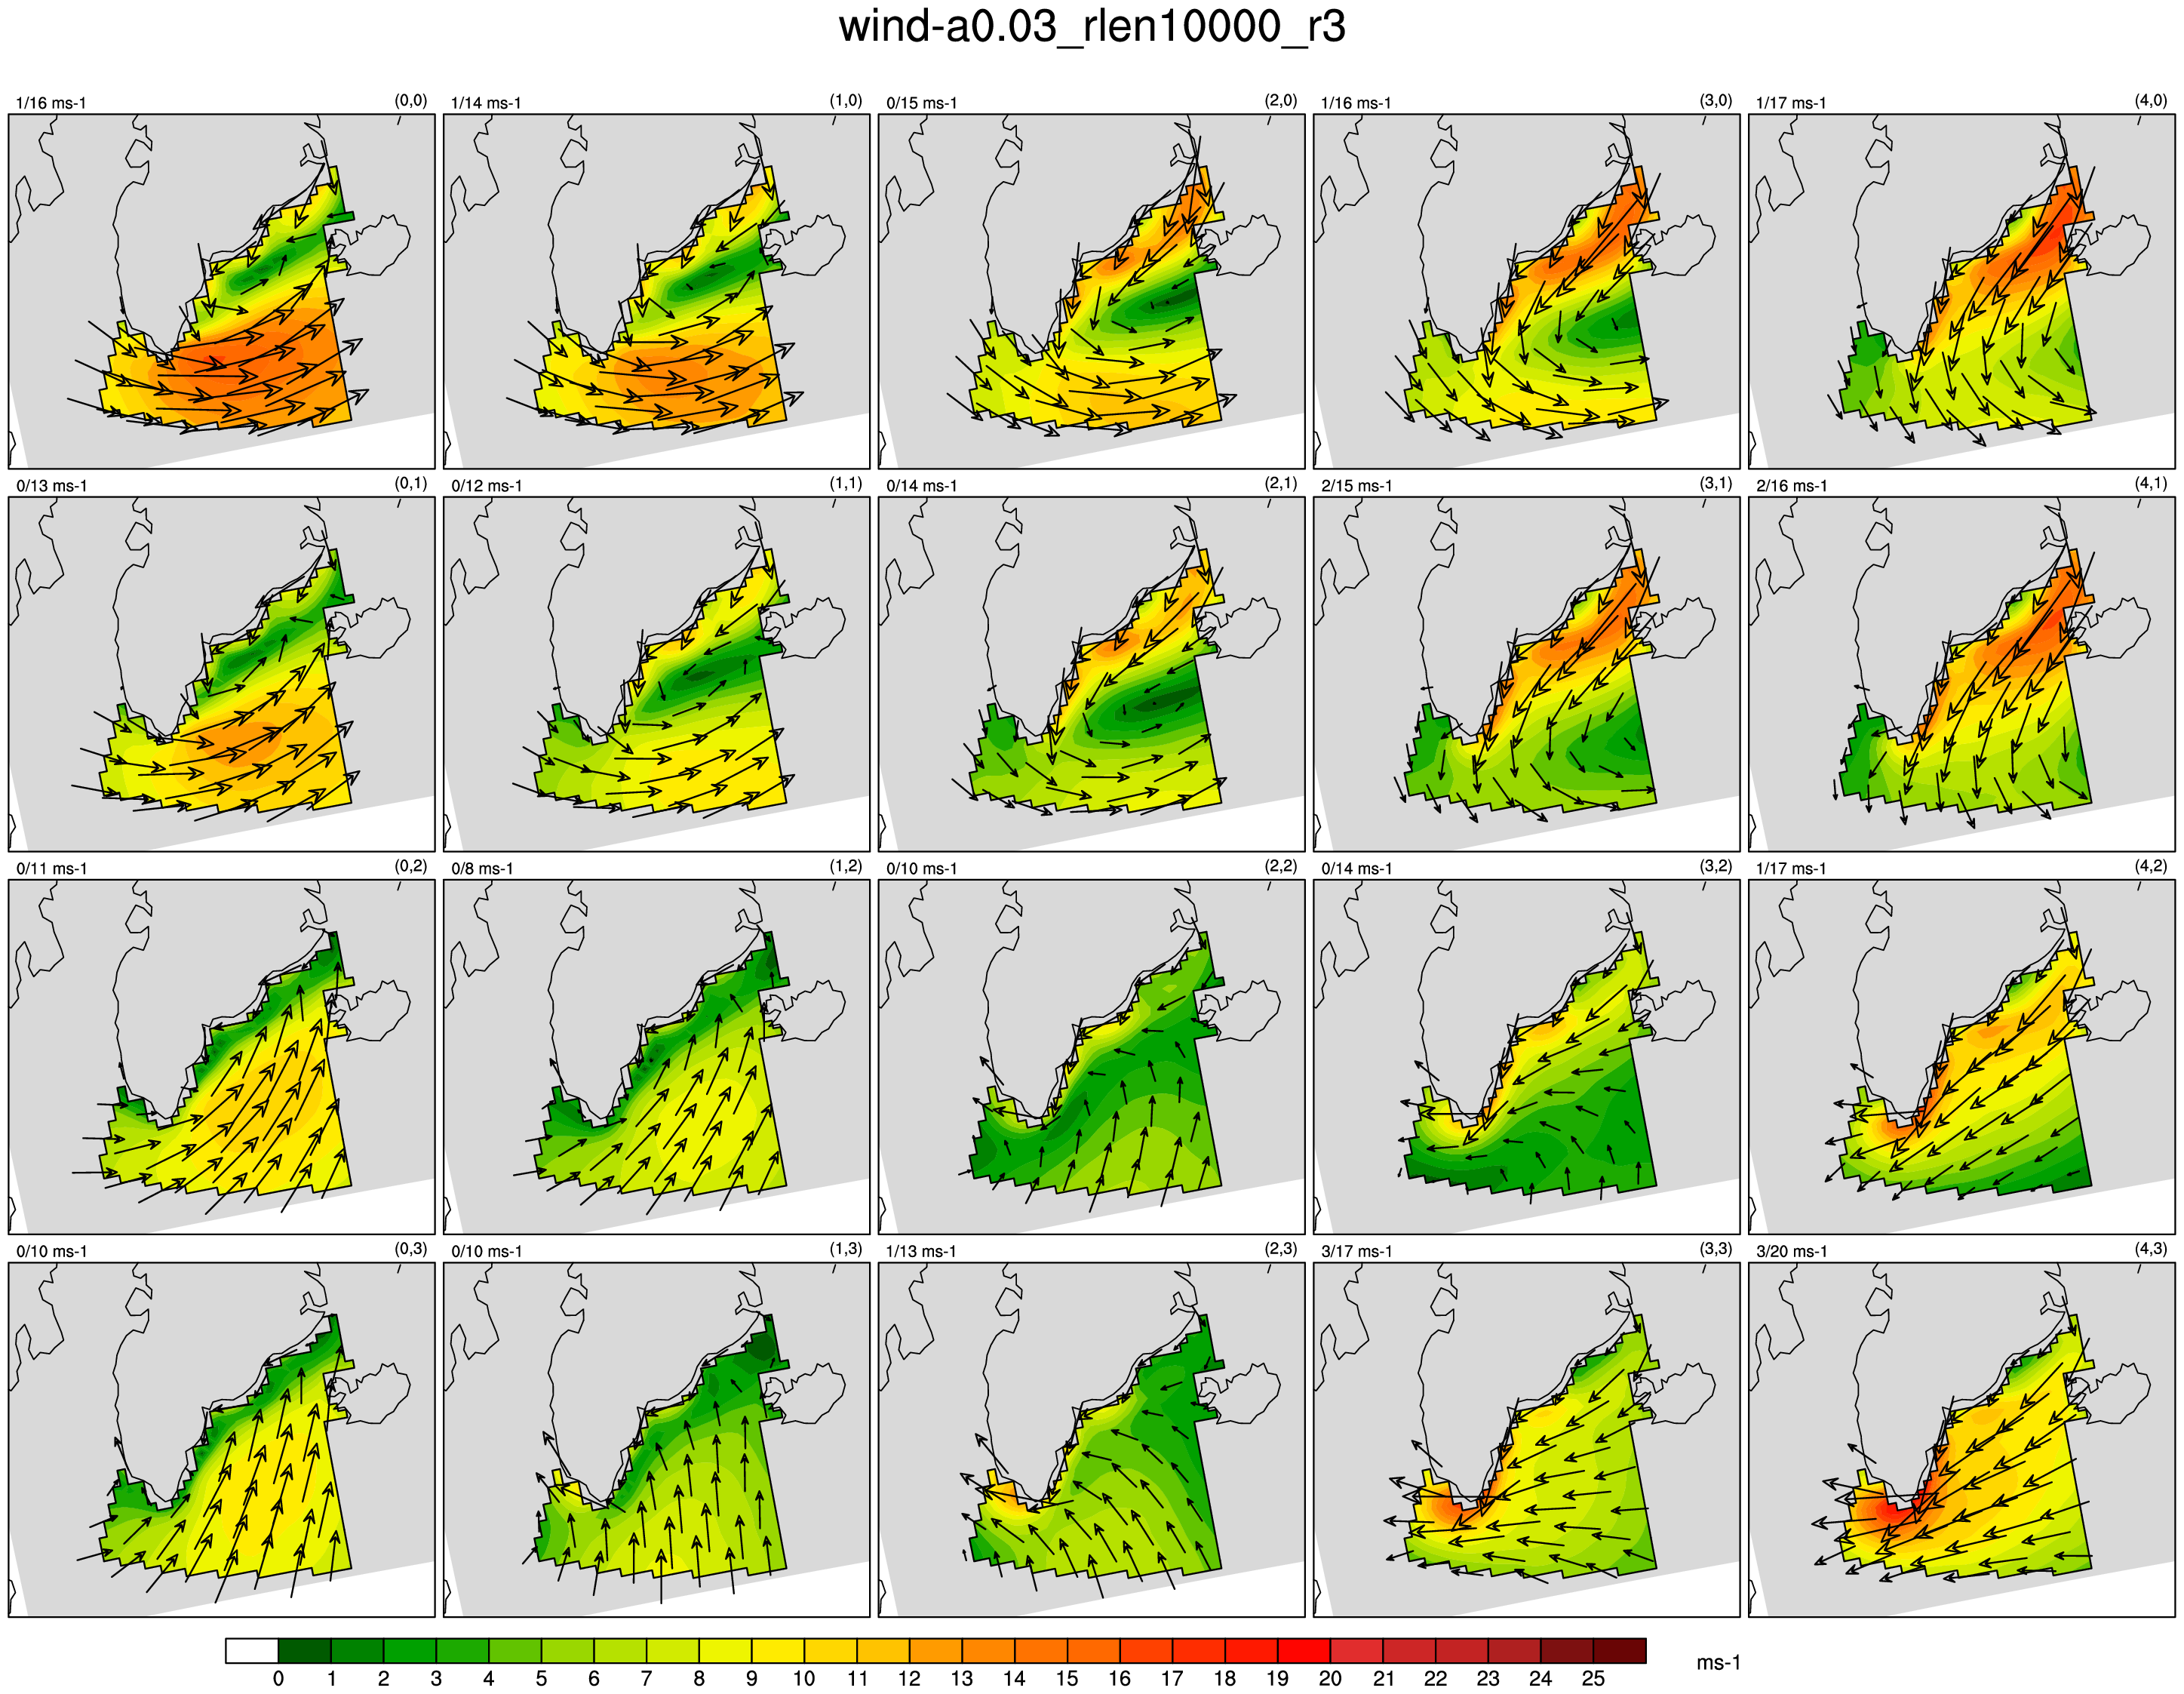 wind-a0.03_rlen10000_r3
1/16 ms-1 (0,0) 1/14 ms-1 (1,0) 0/15 ms-1 (2,0) 1/16 ms-1 (3,0) 1/17 ms-1 (4,0)
0/13 ms-1 (0,1) 0/12 ms-1 (1,1) 0/14 ms-1 (2,1) 2/15 ms-1 (3,1) 2/16 ms-1 (4,1)
0/11 ms-1 (0,2) 0/8 ms-1 (1,2) 0/10 ms-1 (2,2) 0/14 ms-1 (3,2) 1/17 ms-1 (4,2)
0/10 ms-1 (0,3) 0/10 ms-1 (1,3) 1/13 ms-1 (2,3) 3/17 ms-1 (3,3) 3/20 ms-1 (4,3)
0 1 2 3 4 5 6 7 8 9 10 11 12 13 14 15 16 17 18 19 20 21 22 23 24 25 ms-1